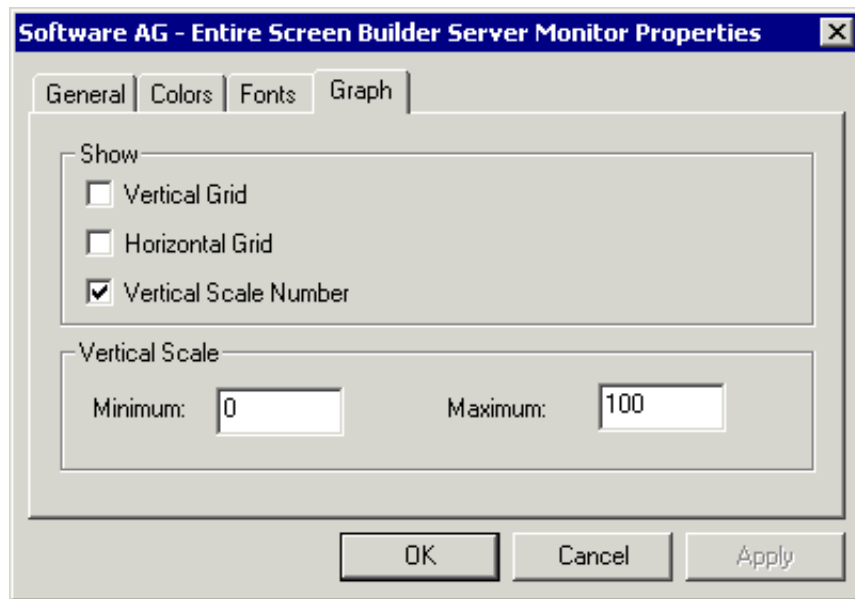 Software AG - Entire Screen Builder Server Monitor Properties
General Colors Fonts Graph
Show
Vertical Grid
Horizontal Grid
Vertical Scale Number
Vertical Scale
Minimum: 0 Maximum: 100
OK Cancel Apply